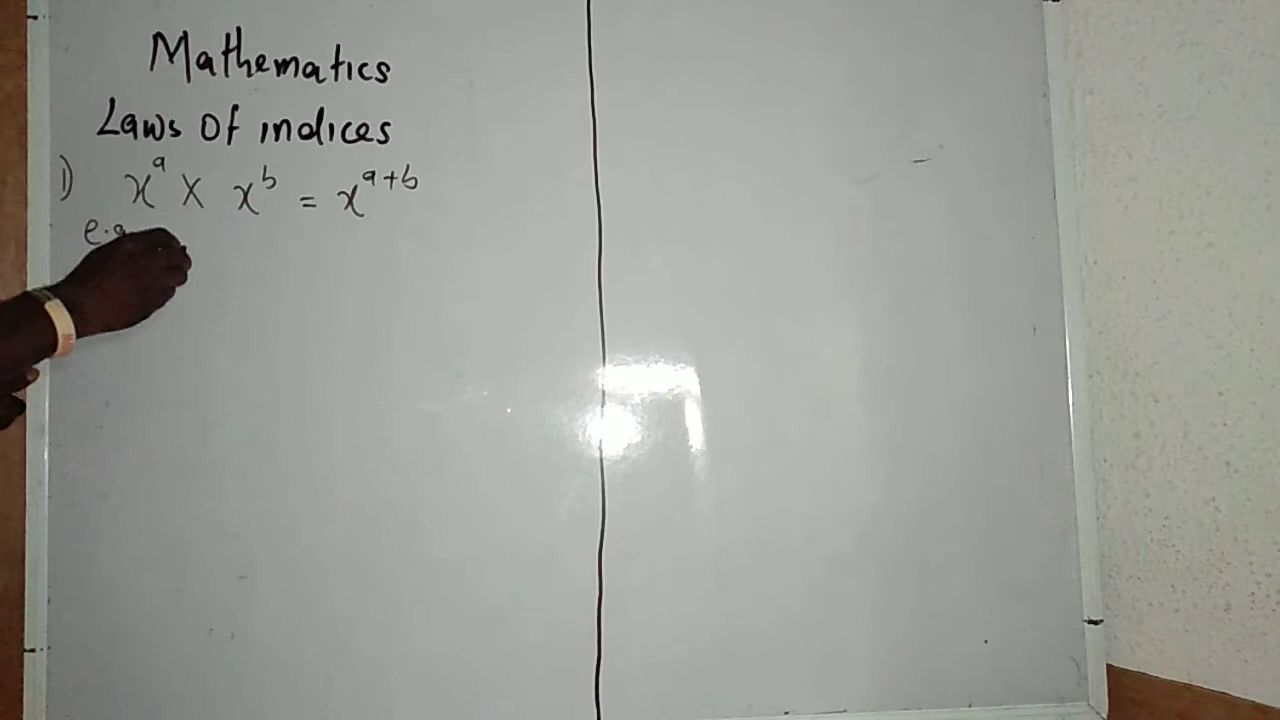 Mathematics
Laws Of indices
1) x^a × x^b = x^{a+b}
e.g